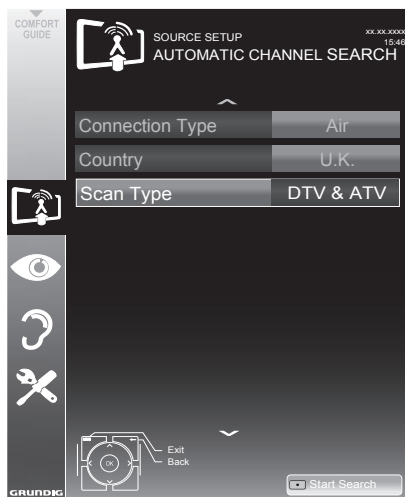 COMFORT
GUIDE
SOURCE SETUP
AUTOMATIC CHANNEL SEARCH
xx.xx.xxxx
15:46
Connection Type Air
Country U.K.
Scan Type DTV & ATV
OK
Exit
Back
Start Search
GRUNDIG